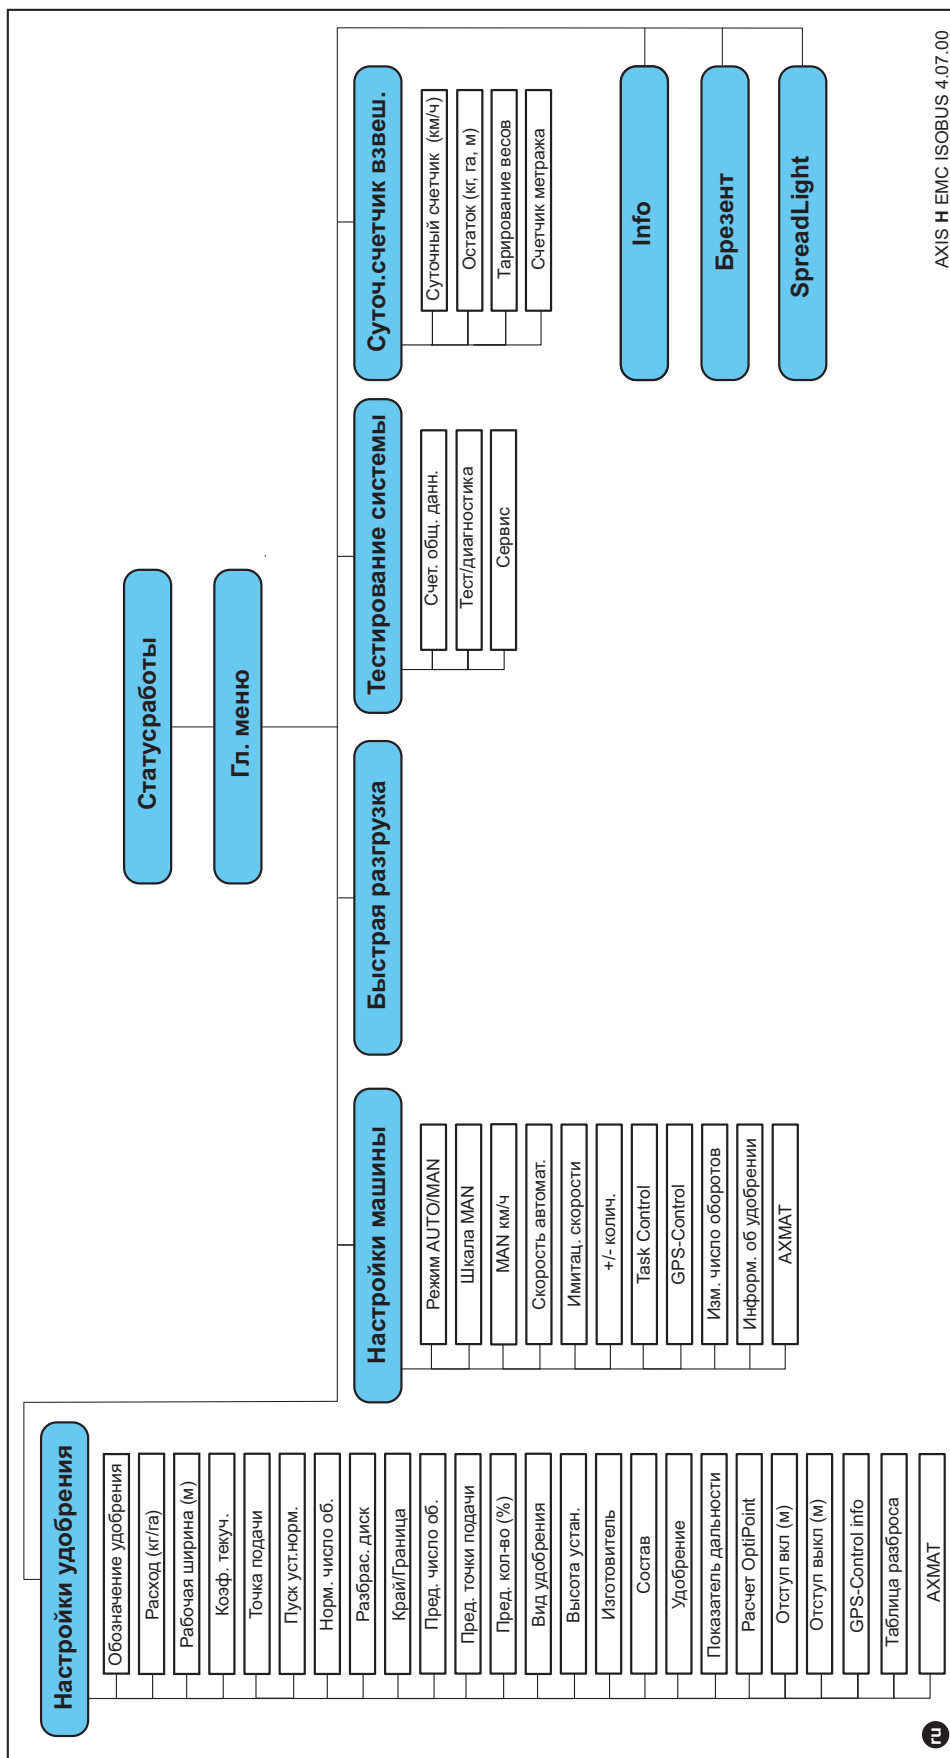 Статусработы
Гл. меню
Настройки удобрения
Обозначение удобрения
Расход (кг/га)
Рабочая ширина (м)
Коэф. текуч.
Точка подачи
Пуск уст.норм.
Норм. число об.
Разбрас. диск
Край/Граница
Пред. число об.
Пред. точки подачи
Пред. кол-во (%)
Вид удобрения
Высота устан.
Изготовитель
Состав
Удобрение
Показатель дальности
Расчет OptiPoint
Отступ вкл (м)
Отступ выкл (м)
GPS-Control info
Таблица разброса
AXMAT
Настройки машины
Режим AUTO/MAN
Шкала MAN
MAN км/ч
Скорость автомат.
Имитац. скорости
+/- колич.
Task Control
GPS-Control
Изм. число оборотов
Информ. об удобрении
AXMAT
Быстрая разгрузка
Тестирование системы
Счет. общ. данн.
Тест/диагностика
Сервис
Суточ.счетчик взвеш.
Суточный счетчик (км/ч)
Остаток (кг, га, м)
Тарирование весов
Счетчик метража
Info
Брезент
SpreadLight
ru
AXIS H EMC ISOBUS 4.07.00